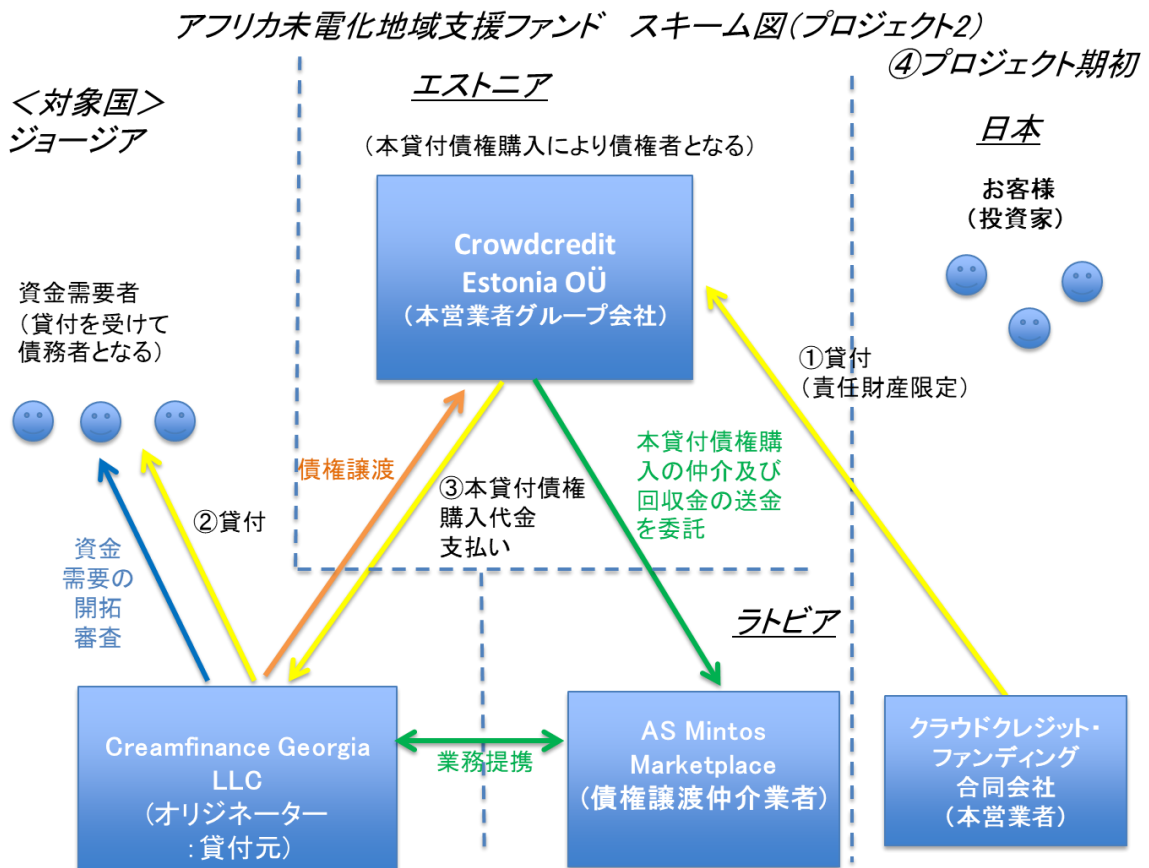 アフリカ未電化地域支援ファンド　スキーム図(プロジェクト2)
④プロジェクト期初
＜対象国＞
ジョージア
エストニア
(本貸付債権購入により債権者となる)
日本
お客様
(投資家)
Crowdcredit
Estonia OÜ
(本営業者グループ会社)
資金需要者
(貸付を受けて
債務者となる)
①貸付
(責任財産限定)
債権譲渡
③本貸付債権
購入代金
支払い
本貸付債権購
入の仲介及び
回収金の送金
を委託
②貸付
資金
需要の
開拓
審査
ラトビア
Creamfinance Georgia
LLC
(オリジネーター
:貸付元)
業務提携
AS Mintos
Marketplace
(債権譲渡仲介業者)
クラウドクレジット・
ファンディング
合同会社
(本営業者)